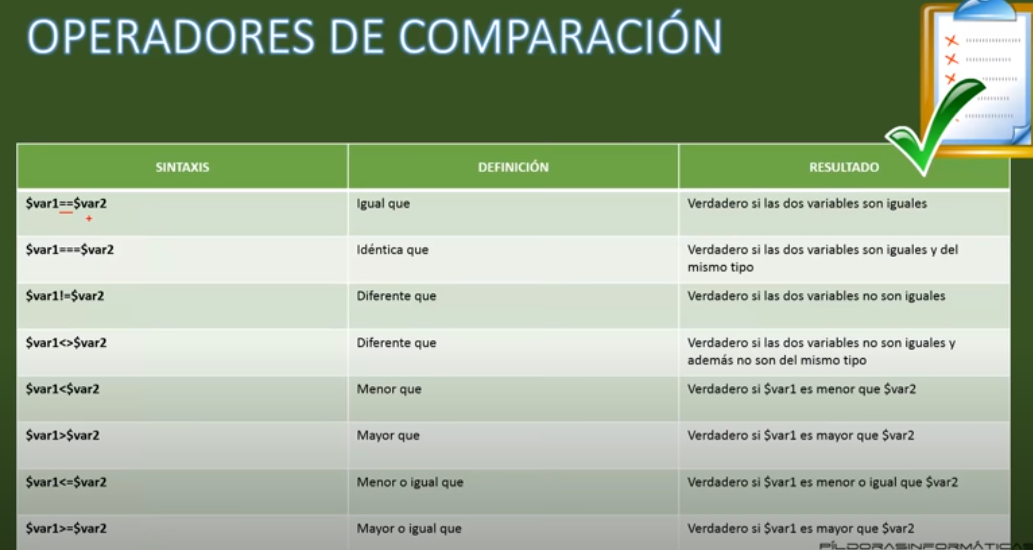 OPERADORES DE COMPARACIÓN
SINTAXIS DEFINICIÓN RESULTADO
$var1==$var2 Igual que Verdadero si las dos variables son iguales
$var1===$var2 Idéntica que Verdadero si las dos variables son iguales y del
mismo tipo
$var1!=$var2 Diferente que Verdadero si las dos variables no son iguales
$var1<>$var2 Diferente que Verdadero si las dos variables no son iguales y
además no son del mismo tipo
$var1<$var2 Menor que Verdadero si $var1 es menor que $var2
$var1>$var2 Mayor que Verdadero si $var1 es mayor que $var2
$var1<=$var2 Menor o igual que Verdadero si $var1 es menor o igual que $var2
$var1>=$var2 Mayor o igual que Verdadero si $var1 es mayor que $var2
PÍLDORASINFORMÁTICAS